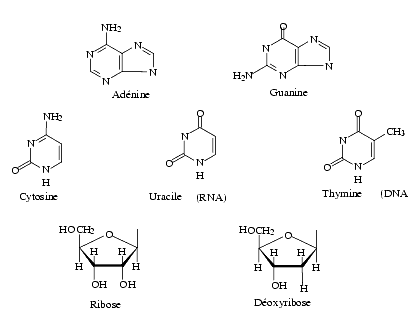 NH2
N
N
N
N
Adénine
O
N
N
H2N
N
N
Guanine
NH2
N
O
N
H
Cytosine
O
N
O
N
H
Uracile (RNA)
O
CH3
N
O
N
H
Thymine (DNA
HOCH2
O
H H
H H
OH OH
Ribose
HOCH2
O
H H
H H
OH H
Déoxyribose